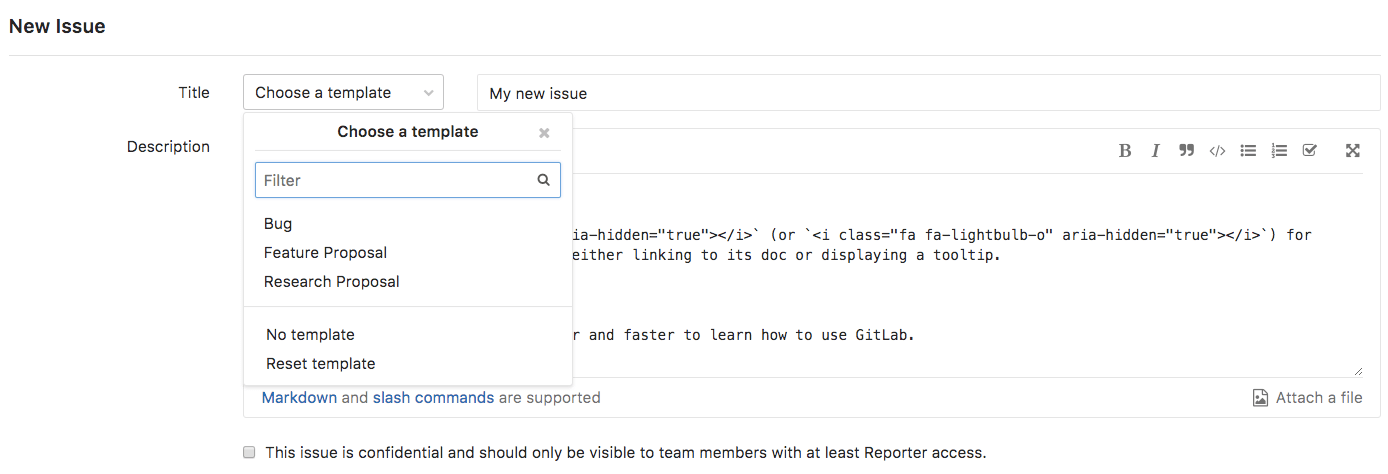 New Issue
Title
Choose a template
My new issue
Choose a template
Description
Filter
Bug
Feature Proposal
Research Proposal
No template
Reset template
ia-hidden="true"></i>` (or `<i class="fa fa-lightbulb-o" aria-hidden="true"></i>`) for
either linking to its doc or displaying a tooltip.
r and faster to learn how to use GitLab.
Markdown and slash commands are supported
Attach a file
This issue is confidential and should only be visible to team members with at least Reporter access.